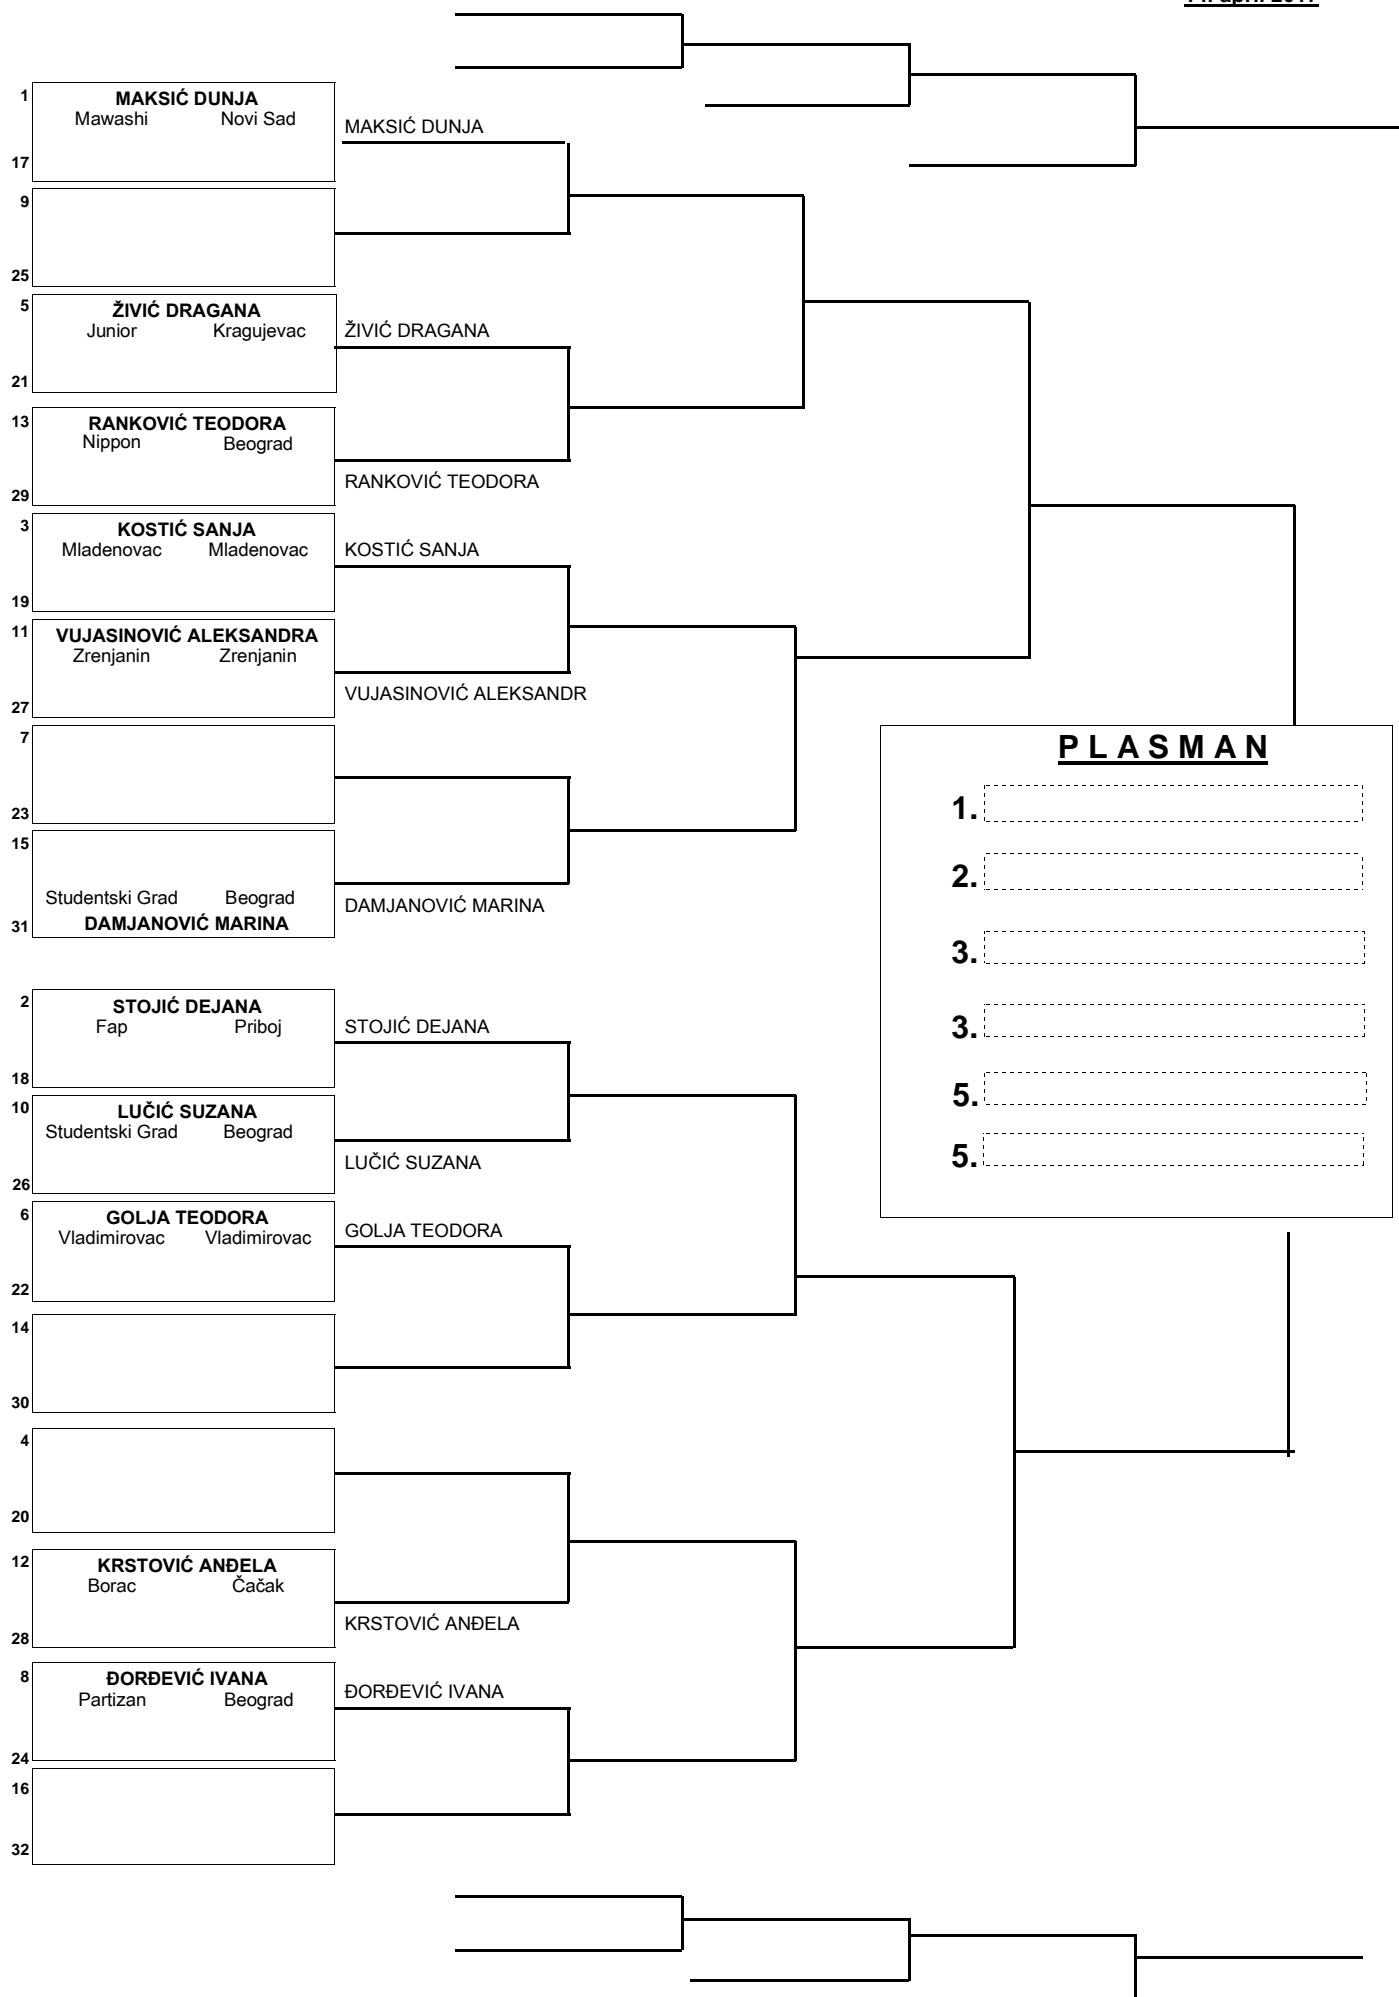 1 MAKSIĆ DUNJA
Mawashi Novi Sad
MAKSIĆ DUNJA
17
9
25
5 ŽIVIĆ DRAGANA
Junior Kragujevac
ŽIVIĆ DRAGANA
21
13 RANKOVIĆ TEODORA
Nippon Beograd
RANKOVIĆ TEODORA
29
3 KOSTIĆ SANJA
Mladenovac Mladenovac
KOSTIĆ SANJA
19
11 VUJASINOVIĆ ALEKSANDRA
Zrenjanin Zrenjanin
VUJASINOVIĆ ALEKSANDR
27
7
23
15
Studentski Grad Beograd
DAMJANOVIĆ MARINA
31 DAMJANOVIĆ MARINA
P L A S M A N
1.
2.
3.
3.
5.
5.
2 STOJIĆ DEJANA
Fap Priboj
STOJIĆ DEJANA
18
10 LUČIĆ SUZANA
Studentski Grad Beograd
LUČIĆ SUZANA
26
6 GOLJA TEODORA
Vladimirovac Vladimirovac
GOLJA TEODORA
22
14
30
4
20
12 KRSTOVIĆ ANĐELA
Borac Čačak
KRSTOVIĆ ANĐELA
28
8 ĐORĐEVIĆ IVANA
Partizan Beograd
ĐORĐEVIĆ IVANA
24
16
32